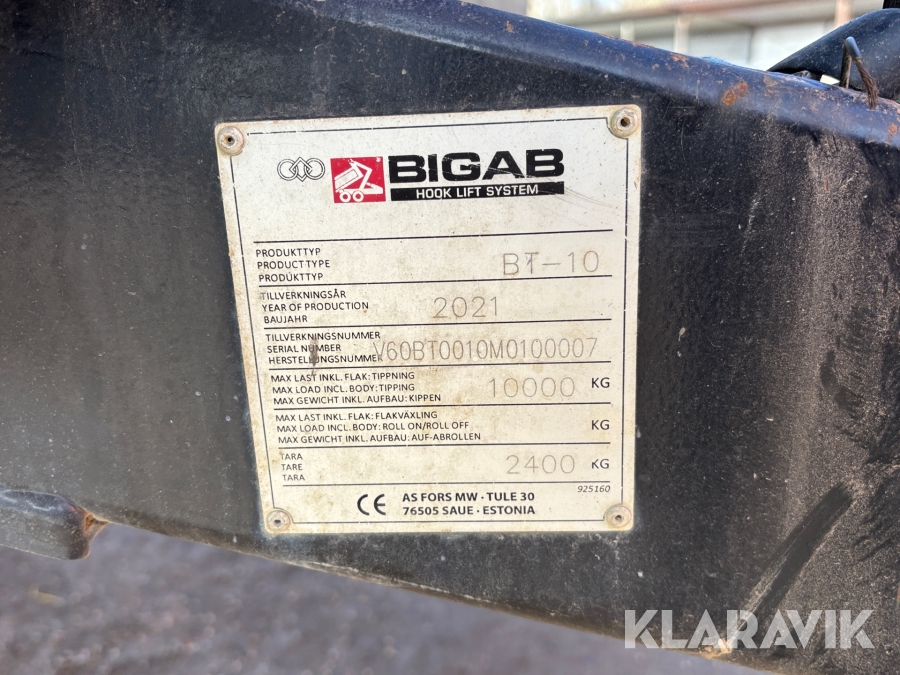 BIGAB
HOOK LIFT SYSTEM
PRODUKTTYP
PRODUCT TYPE
PRODÜKTTYP
BT-10
TILLVERKNINGSÅR
YEAR OF PRODUCTION
BAUJAHR
2021
TILLVERKNINGSNUMMER
SERIAL NUMBER
HERSTELLUNGSNUMMER
V60BT0010M0100007
MAX LAST INKL. FLAK: TIPPNING
MAX LOAD INCL. BODY: TIPPING
MAX GEWICHT INKL. AUFBAU: KIPPEN
10000 KG
MAX LAST INKL. FLAK: FLAKVÄXLING
MAX LOAD INCL. BODY: ROLL ON/ROLL OFF
MAX GEWICHT INKL. AUFBAU: AUF-ABROLLEN
KG
TARA
TARE
TARA
2400 KG
925160
CE AS FORS MW · TULE 30
76505 SAUE · ESTONIA
KLARAVIK